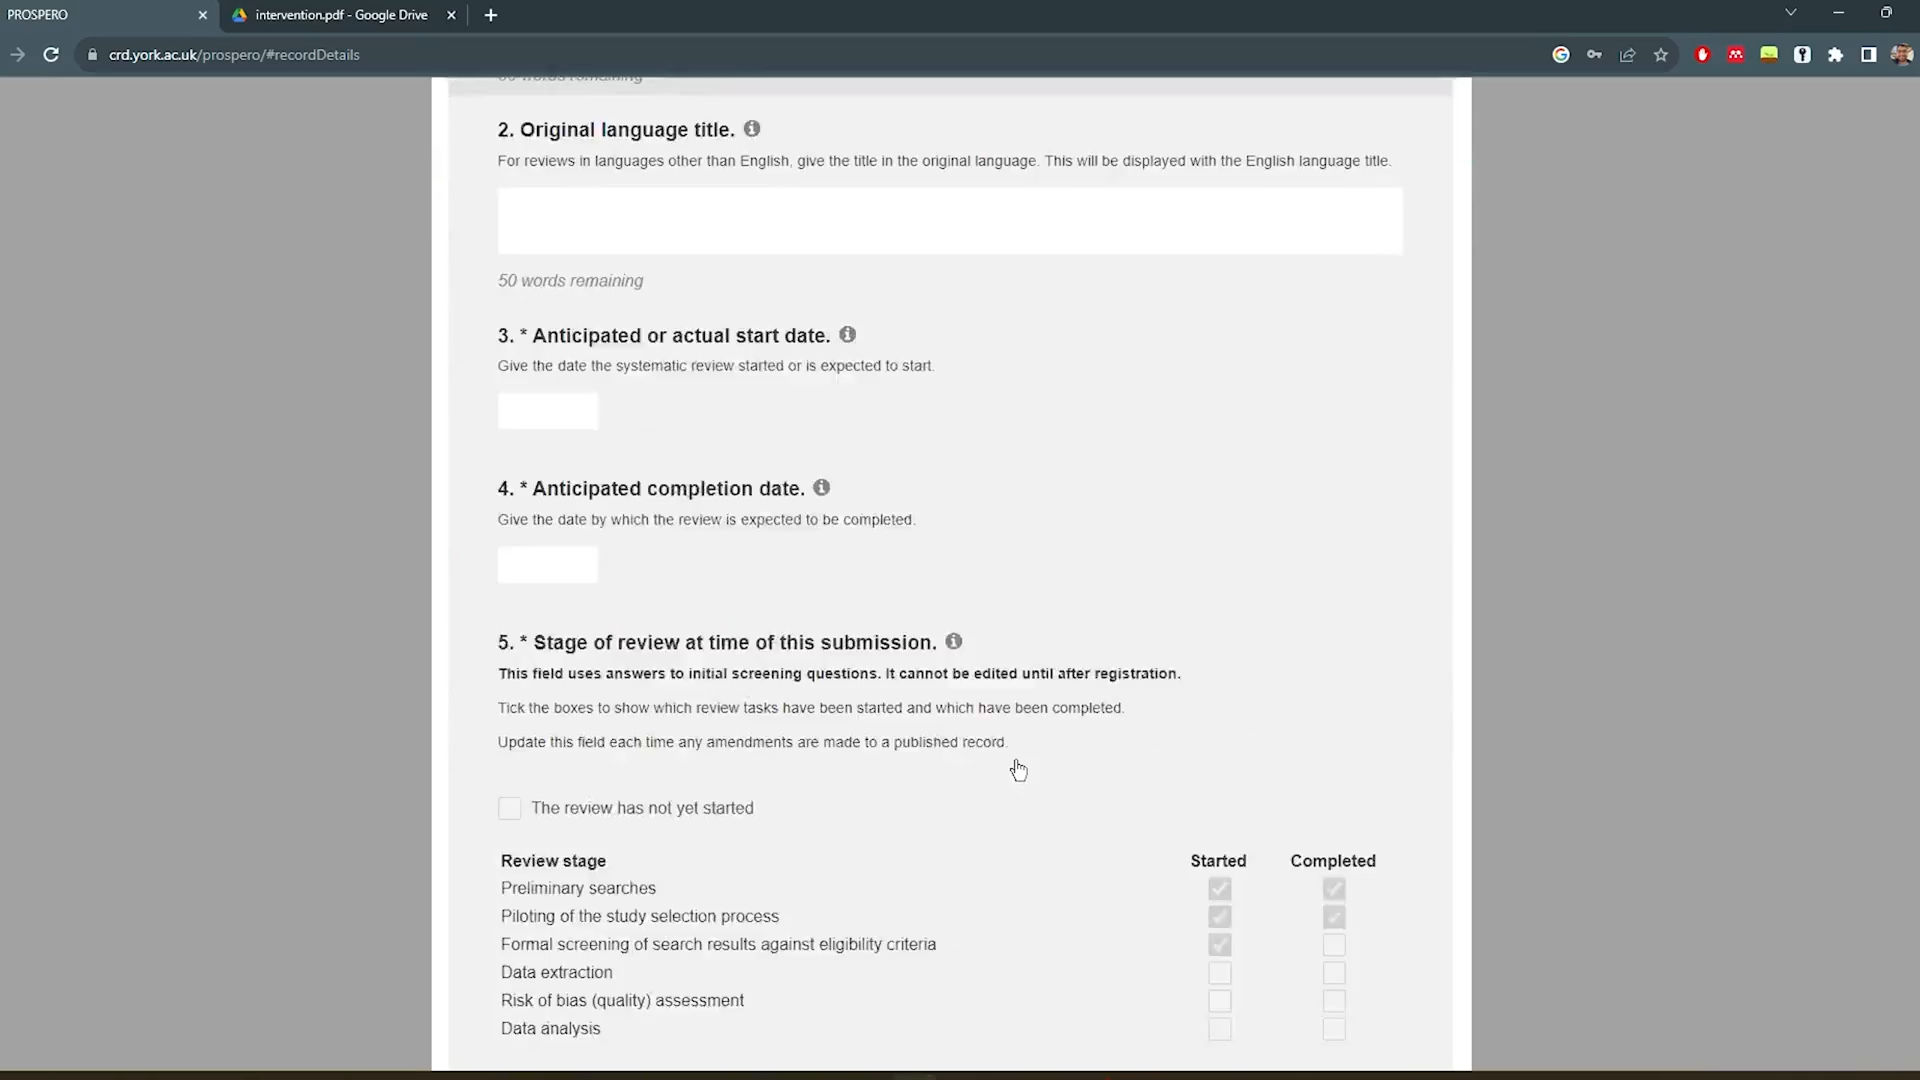 PROSPERO
intervention.pdf - Google Drive
crd.york.ac.uk/prospero/#recordDetails
words remaining
2. Original language title.
For reviews in languages other than English, give the title in the original language. This will be displayed with the English language title.
50 words remaining
3. * Anticipated or actual start date.
Give the date the systematic review started or is expected to start.
4. * Anticipated completion date.
Give the date by which the review is expected to be completed.
5. * Stage of review at time of this submission.
This field uses answers to initial screening questions. It cannot be edited until after registration.
Tick the boxes to show which review tasks have been started and which have been completed.
Update this field each time any amendments are made to a published record.
The review has not yet started
Review stage Started Completed
Preliminary searches
Piloting of the study selection process
Formal screening of search results against eligibility criteria
Data extraction
Risk of bias (quality) assessment
Data analysis